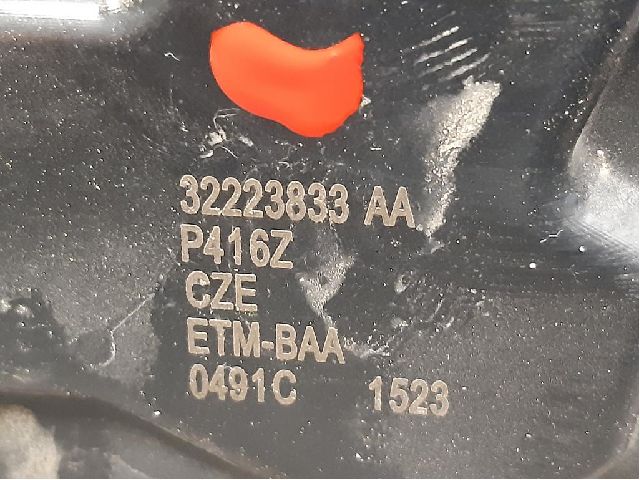 32223833 AA
P416Z
CZE
ETM-BAA
0491C 1523